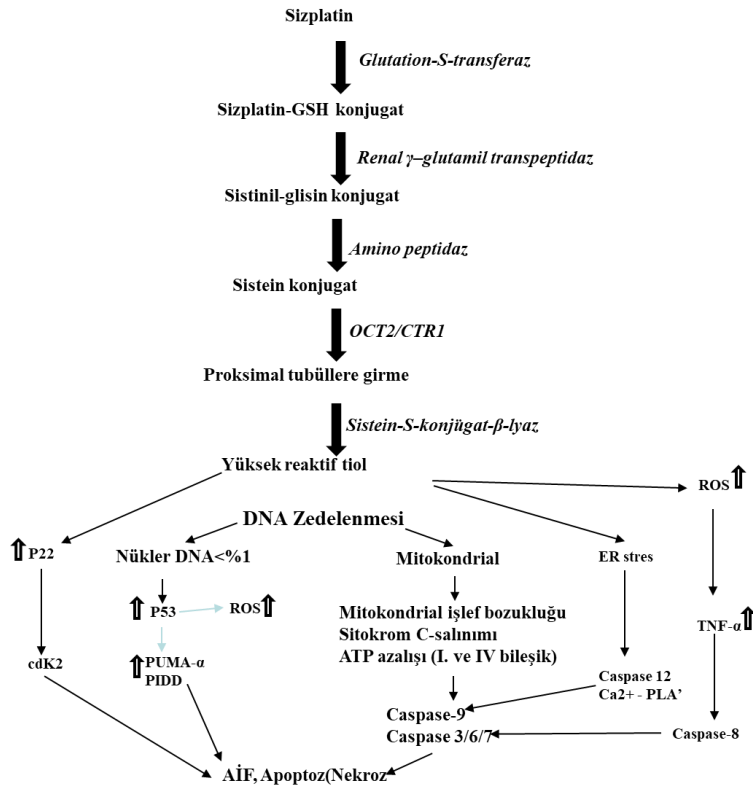 Sizplatin
Glutation-S-transferaz
Sizplatin-GSH konjugat
Renal γ–glutamil transpeptidaz
Sistinil-glisin konjugat
Amino peptidaz
Sistein konjugat
OCT2/CTR1
Proksimal tubüllere girme
Sistein-S-konjügat-β-lyaz
Yüksek reaktif tiol
ROS
DNA Zedelenmesi
P22
Nükler DNA<%1
Mitokondrial
ER stres
P53
ROS
Mitokondrial işlef bozukluğu
Sitokrom C-salınımı
ATP azalışı (I. ve IV bileşik)
TNF-α
cdK2
PUMA-α
PIDD
Caspase 12
Ca2+ - PLA’
Caspase-9
Caspase 3/6/7
Caspase-8
AİF, Apoptoz(Nekroz